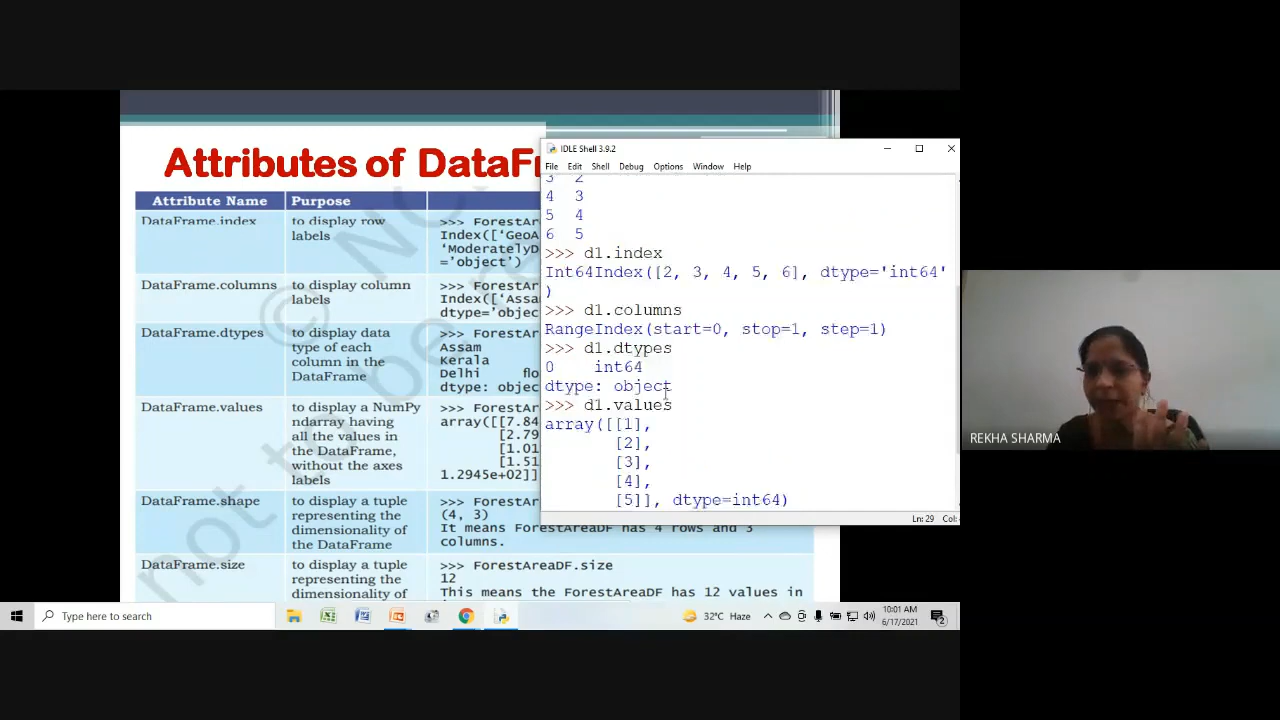 Attributes of DataFr
Attribute Name Purpose
DataFrame.index to display row labels
>>> ForestAr
Index(['GeoA
'ModeratelyD
='object')
DataFrame.columns to display column labels
>>> ForestAr
Index(['Assa
dtype='objec
DataFrame.dtypes to display data type of each column in the DataFrame
>>> ForestAr
Assam
Kerala
Delhi flo
dtype: objec
DataFrame.values to display a NumPy ndarray having all the values in the DataFrame, without the axes labels
>>> ForestAr
array([[7.84
[2.79
[1.01
[1.51
1.2945e+02]]
DataFrame.shape to display a tuple representing the dimensionality of the DataFrame
>>> ForestAr
(4, 3)
It means ForestAreaDF has 4 rows and 3
columns.
DataFrame.size to display a tuple representing the dimensionality of
>>> ForestAreaDF.size
12
This means the ForestAreaDF has 12 values in
IDLE Shell 3.9.2
File Edit Shell Debug Options Window Help
3 2
4 3
5 4
6 5
>>> d1.index
Int64Index([2, 3, 4, 5, 6], dtype='int64'
)
>>> d1.columns
RangeIndex(start=0, stop=1, step=1)
>>> d1.dtypes
0 int64
dtype: object
>>> d1.values
array([[1],
[2],
[3],
[4],
[5]], dtype=int64)
Ln: 29 Col:
REKHA SHARMA
Type here to search
32°C Haze
10:01 AM
6/17/2021
2